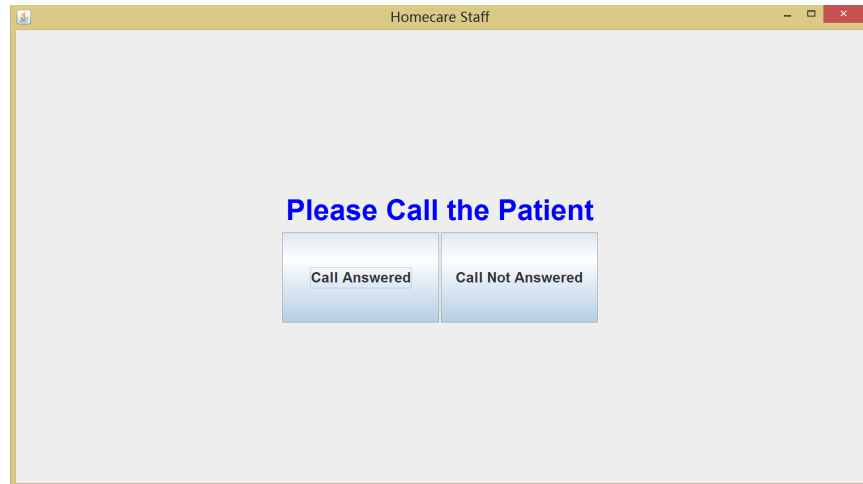 Homecare Staff
Please Call the Patient
Call Answered
Call Not Answered